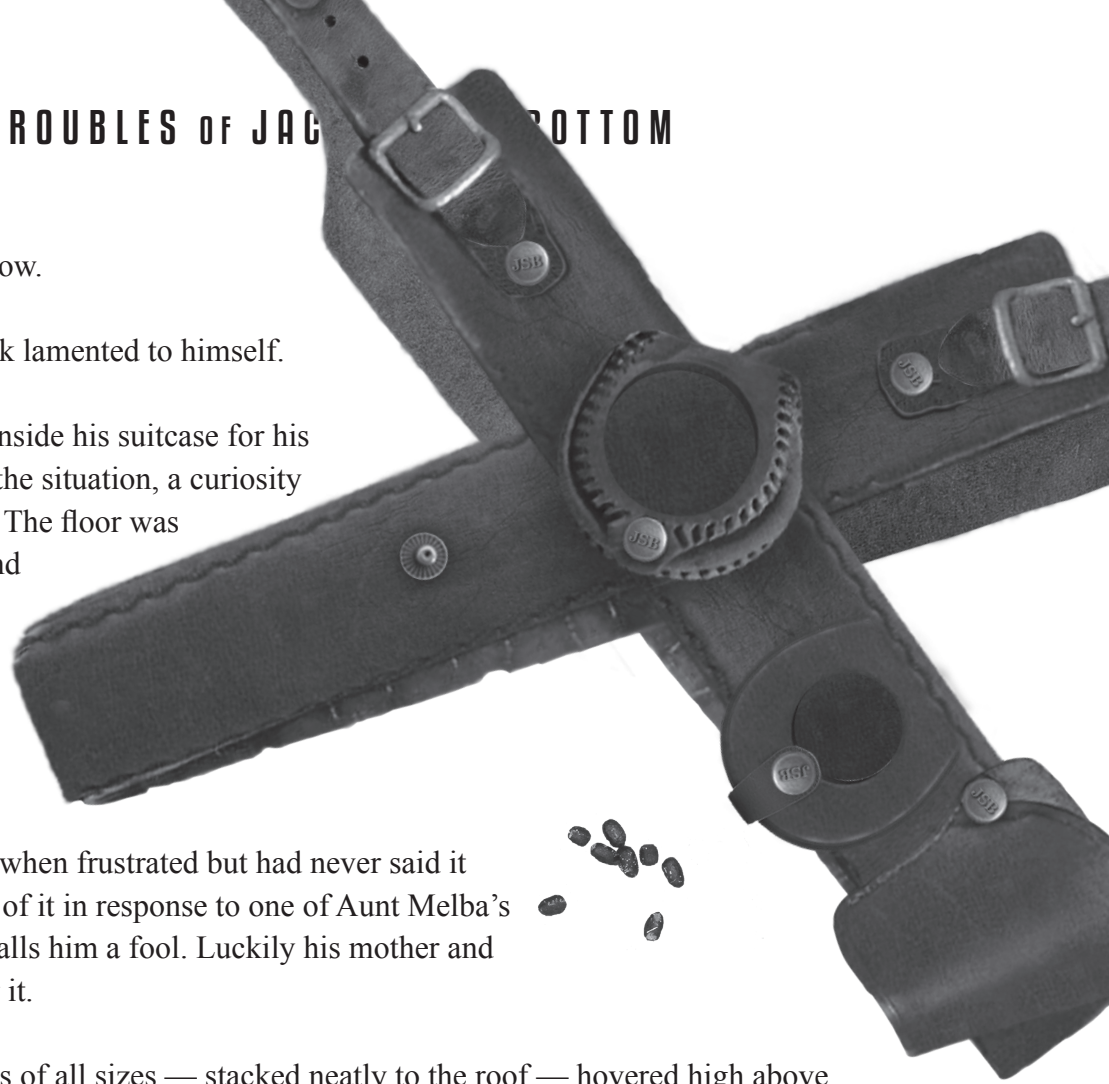 ROUBLES OF JAC BOTTOM
JSB
ow.
k lamented to himself.
JSB
nside his suitcase for his
the situation, a curiosity
The floor was
JSB
nd
JSB
JSB
when frustrated but had never said it
of it in response to one of Aunt Melba’s
alls him a fool. Luckily his mother and
it.
s of all sizes — stacked neatly to the roof — hovered high above